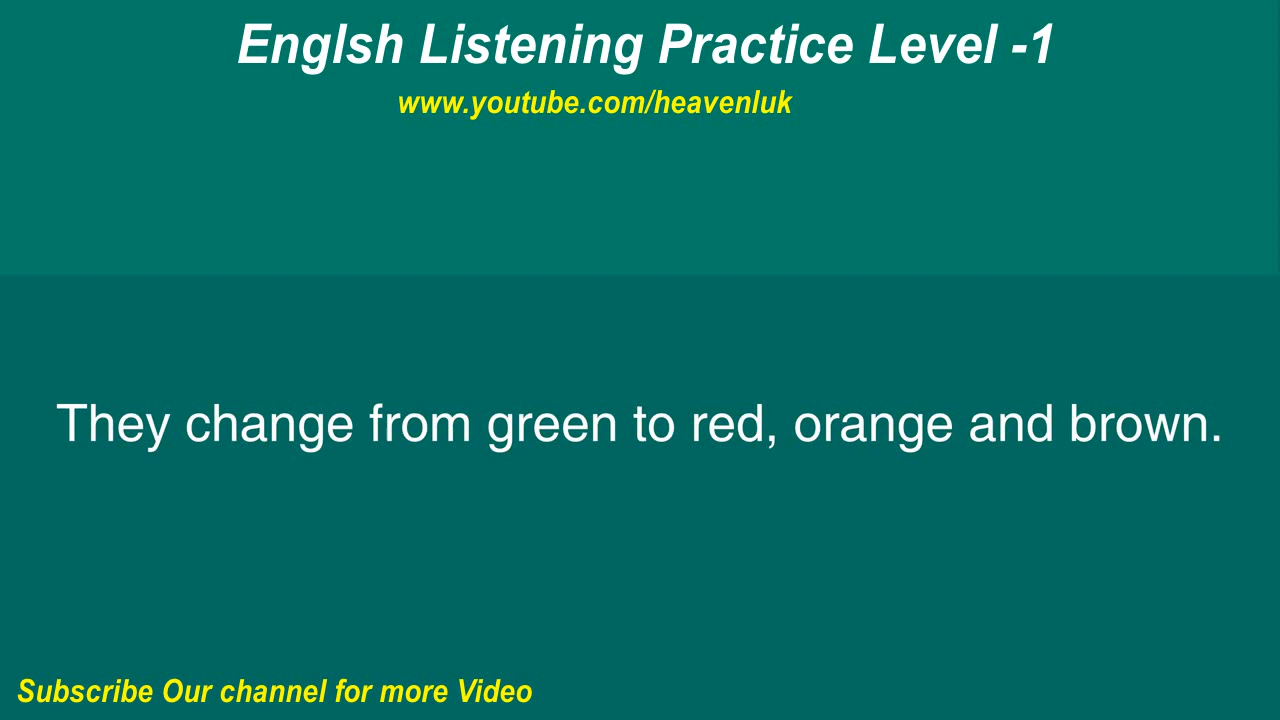 Englsh Listening Practice Level -1
www.youtube.com/heavenluk
They change from green to red, orange and brown.
Subscribe Our channel for more Video